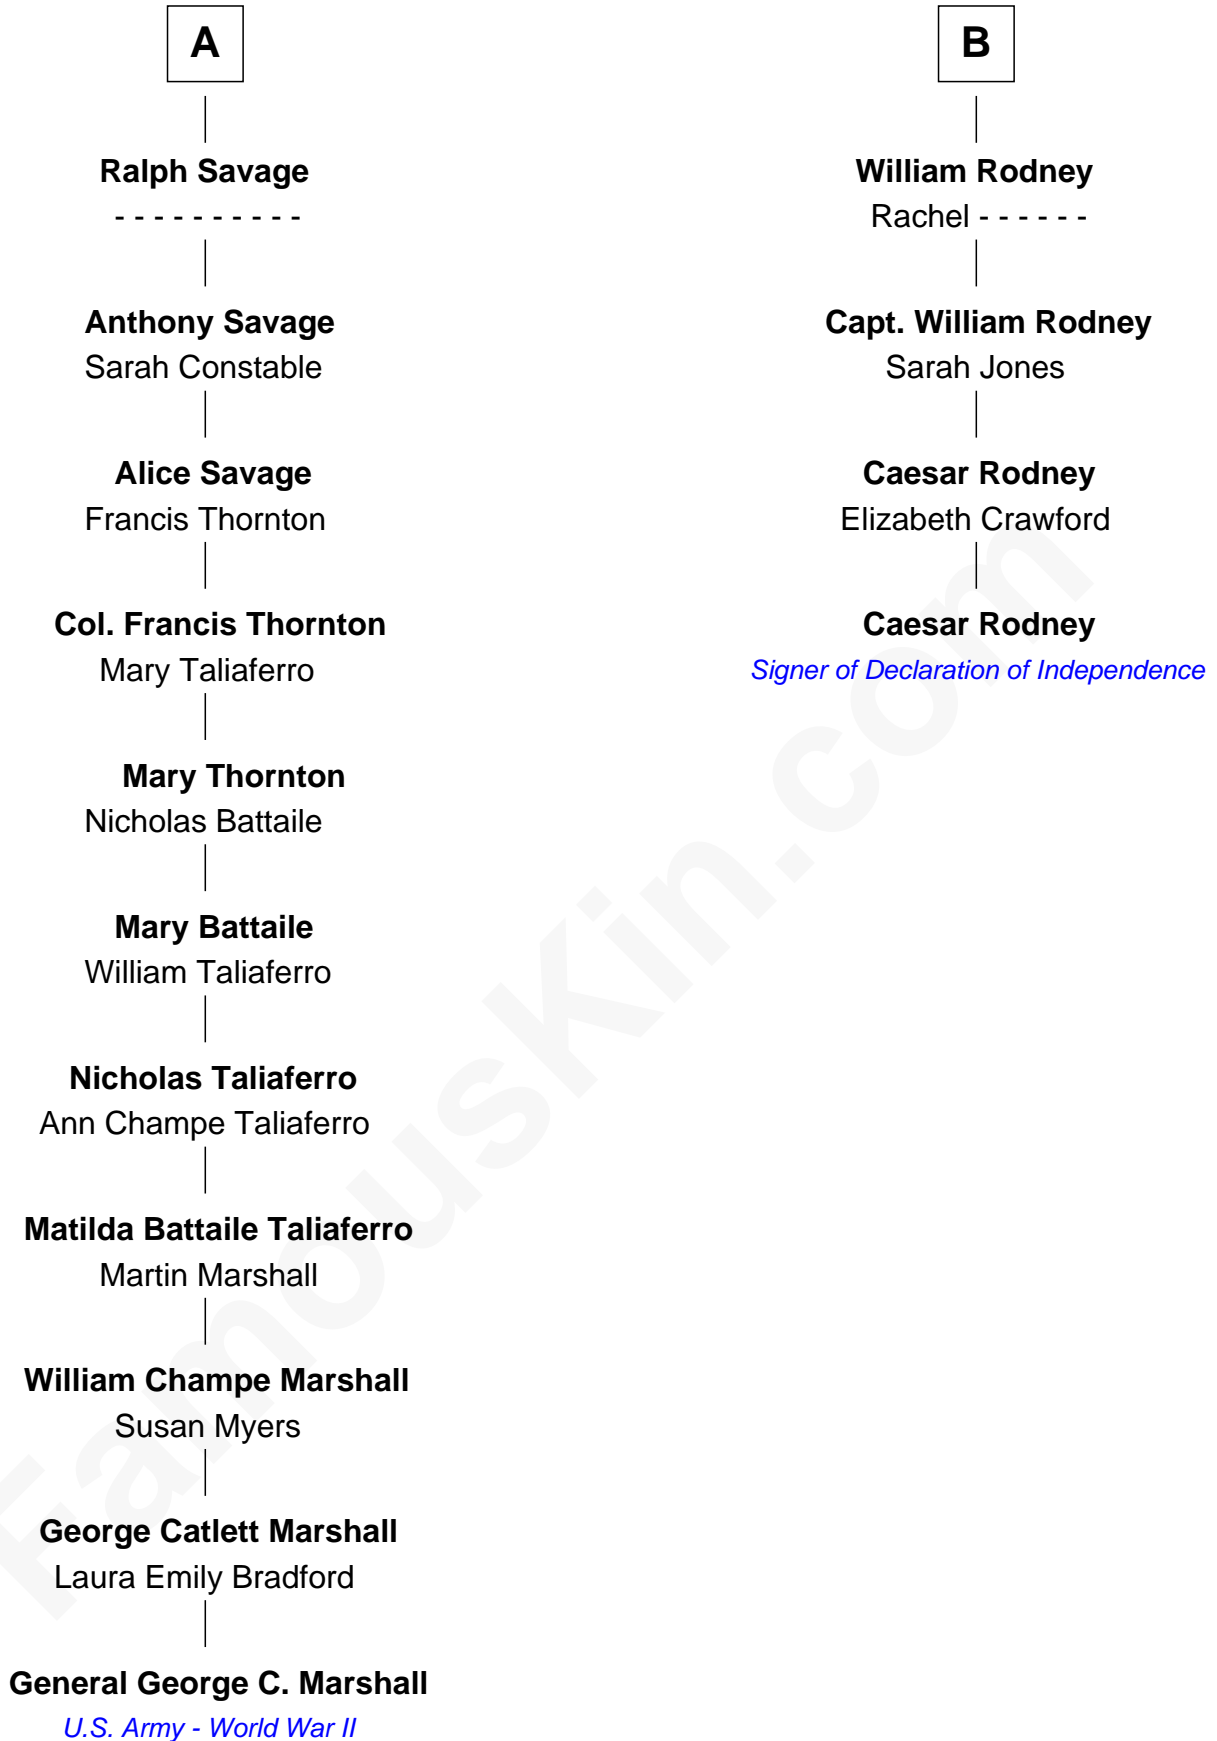 A
Ralph Savage
- - - - - - - - - -
Anthony Savage
Sarah Constable
Alice Savage
Francis Thornton
Col. Francis Thornton
Mary Taliaferro
Mary Thornton
Nicholas Battaile
Mary Battaile
William Taliaferro
Nicholas Taliaferro
Ann Champe Taliaferro
Matilda Battaile Taliaferro
Martin Marshall
William Champe Marshall
Susan Myers
George Catlett Marshall
Laura Emily Bradford
General George C. Marshall
U.S. Army - World War II
B
William Rodney
Rachel - - - - - -
Capt. William Rodney
Sarah Jones
Caesar Rodney
Elizabeth Crawford
Caesar Rodney
Signer of Declaration of Independence
FamousKin.com